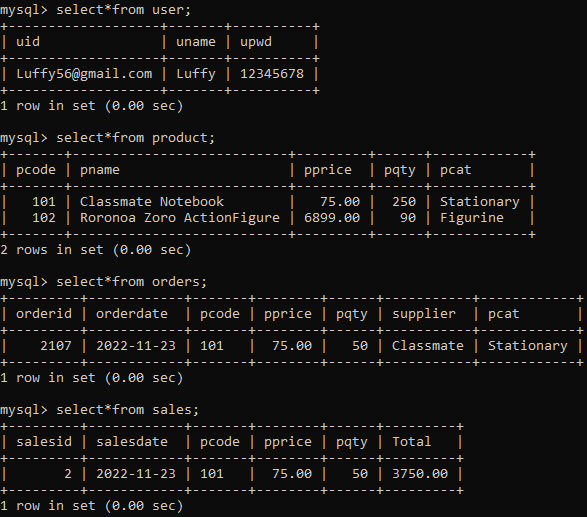 mysql> select*from user;
+-------------------+-------+----------+
| uid               | uname | upwd     |
+-------------------+-------+----------+
| Luffy56@gmail.com | Luffy | 12345678 |
+-------------------+-------+----------+
1 row in set (0.00 sec)

mysql> select*from product;
+-------+---------------------------+---------+------+------------+
| pcode | pname                     | pprice  | pqty | pcat       |
+-------+---------------------------+---------+------+------------+
|   101 | Classmate Notebook        |   75.00 |  250 | Stationary |
|   102 | Roronoa Zoro ActionFigure | 6899.00 |   90 | Figurine   |
+-------+---------------------------+---------+------+------------+
2 rows in set (0.00 sec)

mysql> select*from orders;
+---------+------------+-------+--------+------+-----------+------------+
| orderid | orderdate  | pcode | pprice | pqty | supplier  | pcat       |
+---------+------------+-------+--------+------+-----------+------------+
|    2107 | 2022-11-23 | 101   |  75.00 |   50 | Classmate | Stationary |
+---------+------------+-------+--------+------+-----------+------------+
1 row in set (0.00 sec)

mysql> select*from sales;
+---------+------------+-------+--------+------+---------+
| salesid | salesdate  | pcode | pprice | pqty | Total   |
+---------+------------+-------+--------+------+---------+
|       2 | 2022-11-23 | 101   |  75.00 |   50 | 3750.00 |
+---------+------------+-------+--------+------+---------+
1 row in set (0.00 sec)